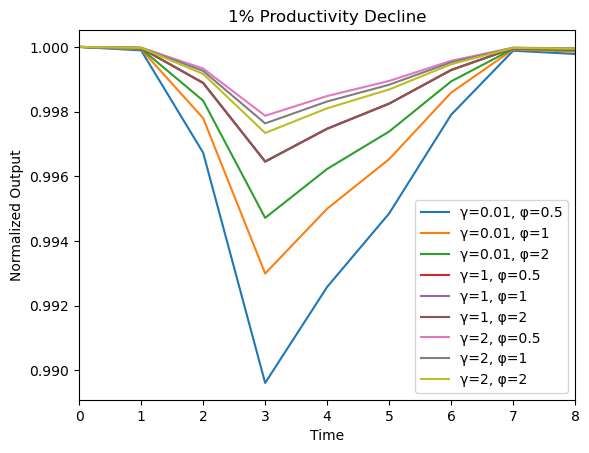 1% Productivity Decline
Normalized Output
1.000
0.998
0.996
0.994
0.992
0.990
γ=0.01, φ=0.5
γ=0.01, φ=1
γ=0.01, φ=2
γ=1, φ=0.5
γ=1, φ=1
γ=1, φ=2
γ=2, φ=0.5
γ=2, φ=1
γ=2, φ=2
0 1 2 3 4 5 6 7 8
Time